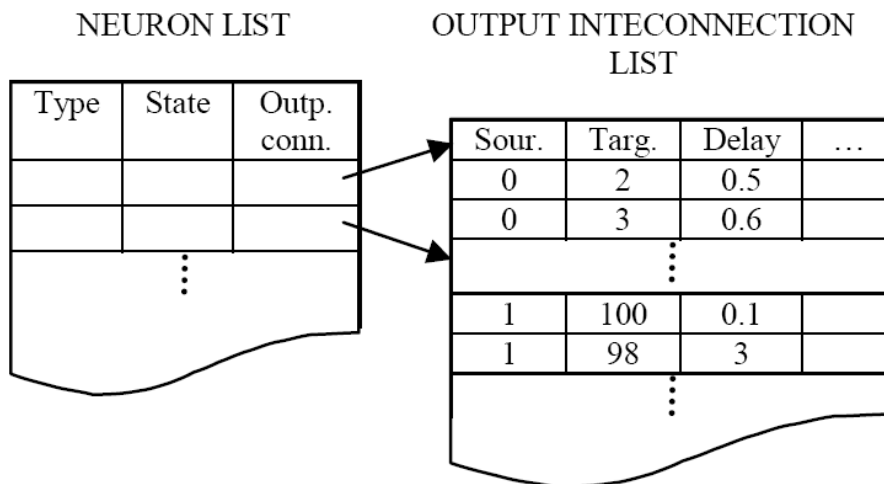 NEURON LIST
Type State Outp. conn.
OUTPUT INTECONNECTION
LIST
Sour. Targ. Delay ...
0 2 0.5
0 3 0.6
1 100 0.1
1 98 3